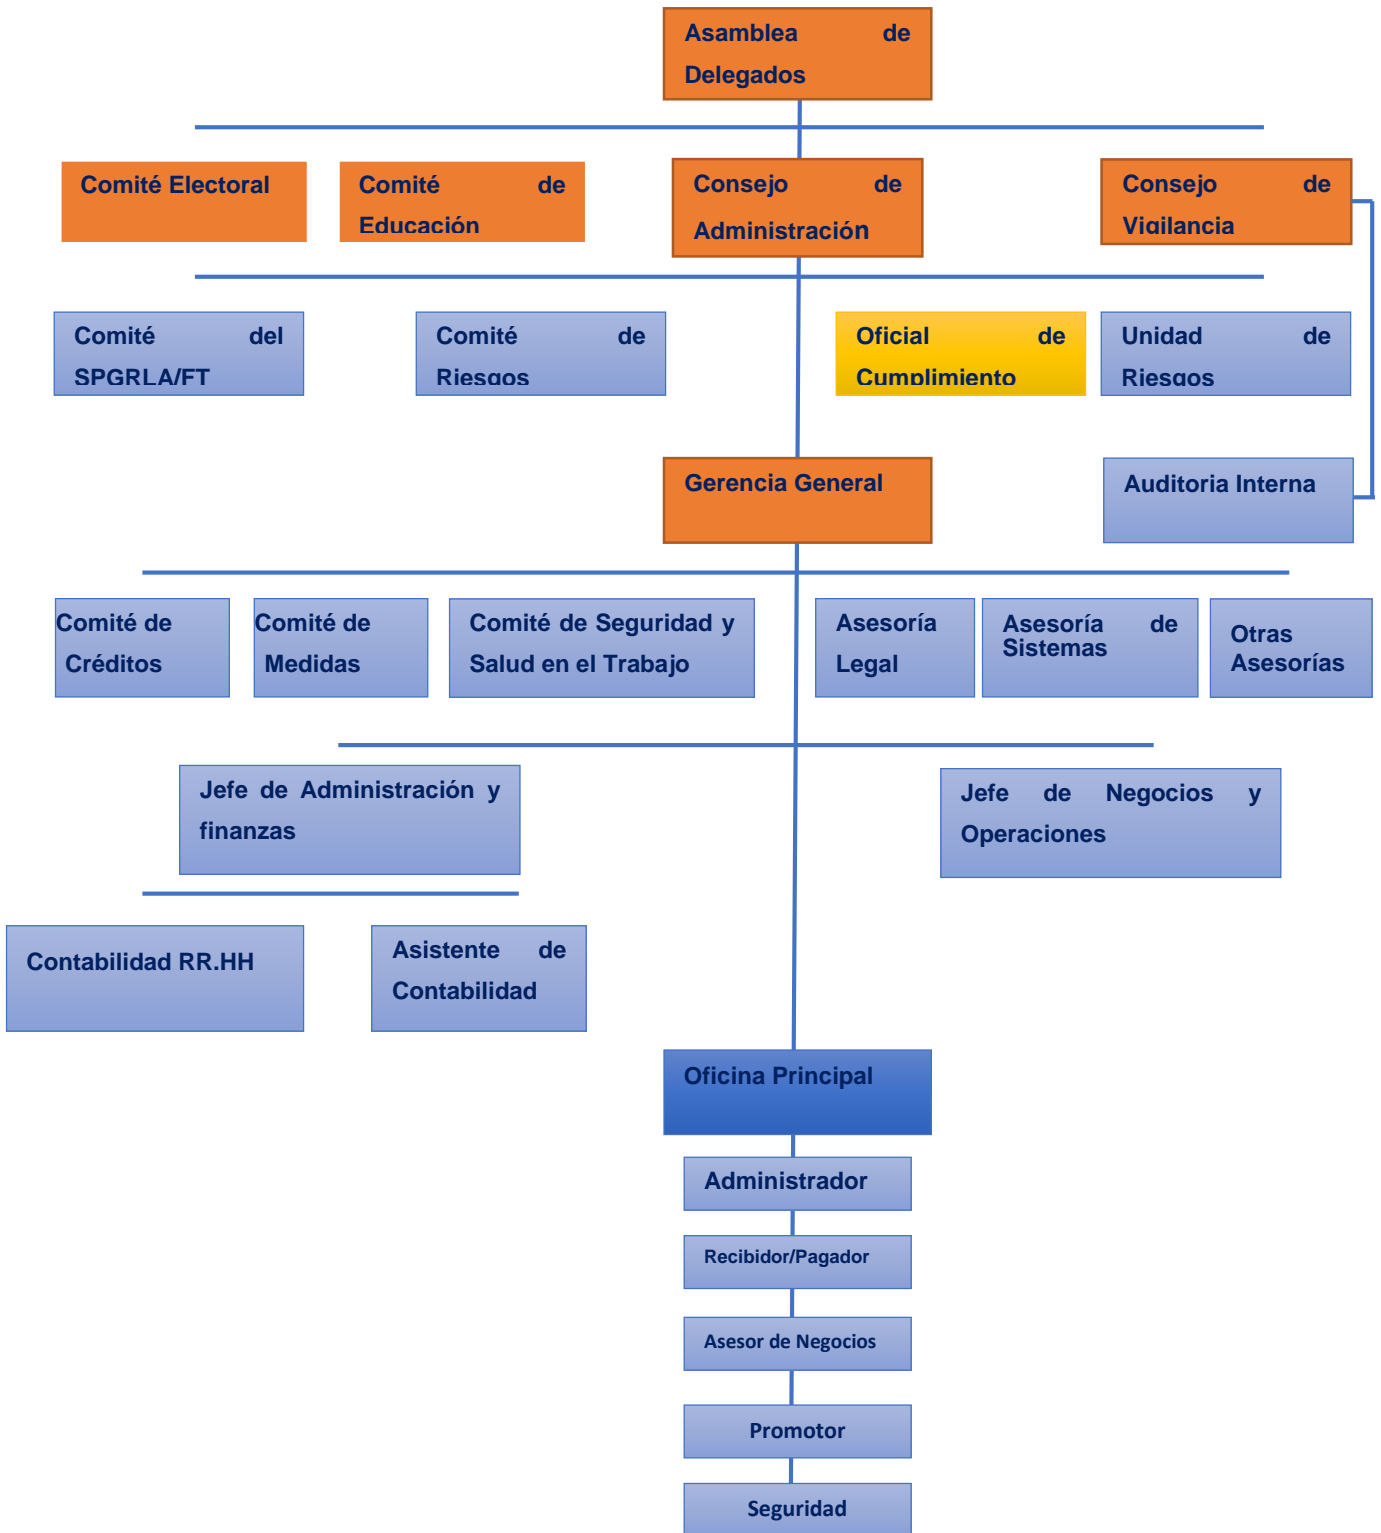 Asamblea de
Delegados
Comité Electoral
Comité de
Educación
Consejo de
Administración
Consejo de
Vigilancia
Comité del
SPGRLA/FT
Comité de
Riesgos
Oficial de
Cumplimiento
Unidad de
Riesgos
Gerencia General
Auditoria Interna
Comité de
Créditos
Comité de
Medidas
Comité de Seguridad y
Salud en el Trabajo
Asesoría
Legal
Asesoría de
Sistemas
Otras
Asesorías
Jefe de Administración y
finanzas
Jefe de Negocios y
Operaciones
Contabilidad RR.HH
Asistente de
Contabilidad
Oficina Principal
Administrador
Recibidor/Pagador
Asesor de Negocios
Promotor
Seguridad